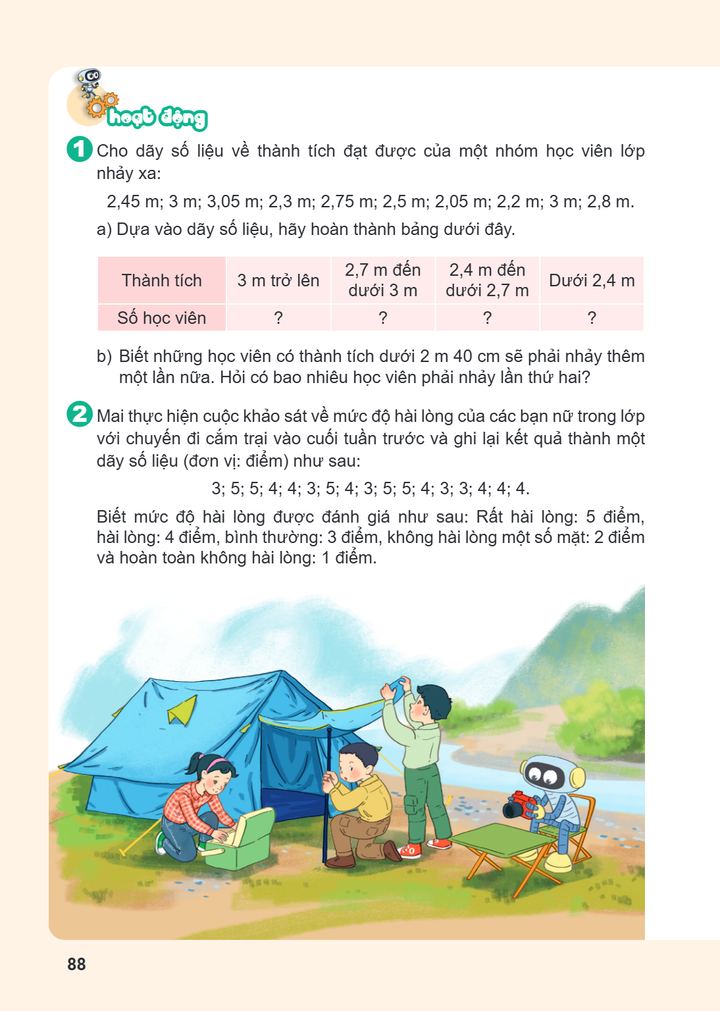 hoạt động
1 Cho dãy số liệu về thành tích đạt được của một nhóm học viên lớp
nhảy xa:
2,45 m; 3 m; 3,05 m; 2,3 m; 2,75 m; 2,5 m; 2,05 m; 2,2 m; 3 m; 2,8 m.
a) Dựa vào dãy số liệu, hãy hoàn thành bảng dưới đây.
Thành tích 3 m trở lên 2,7 m đến dưới 3 m 2,4 m đến dưới 2,7 m Dưới 2,4 m
Số học viên ? ? ? ?
b) Biết những học viên có thành tích dưới 2 m 40 cm sẽ phải nhảy thêm
một lần nữa. Hỏi có bao nhiêu học viên phải nhảy lần thứ hai?
2 Mai thực hiện cuộc khảo sát về mức độ hài lòng của các bạn nữ trong lớp
với chuyến đi cắm trại vào cuối tuần trước và ghi lại kết quả thành một
dãy số liệu (đơn vị: điểm) như sau:
3; 5; 5; 4; 4; 3; 5; 4; 3; 5; 5; 4; 3; 3; 4; 4; 4.
Biết mức độ hài lòng được đánh giá như sau: Rất hài lòng: 5 điểm,
hài lòng: 4 điểm, bình thường: 3 điểm, không hài lòng một số mặt: 2 điểm
và hoàn toàn không hài lòng: 1 điểm.
88